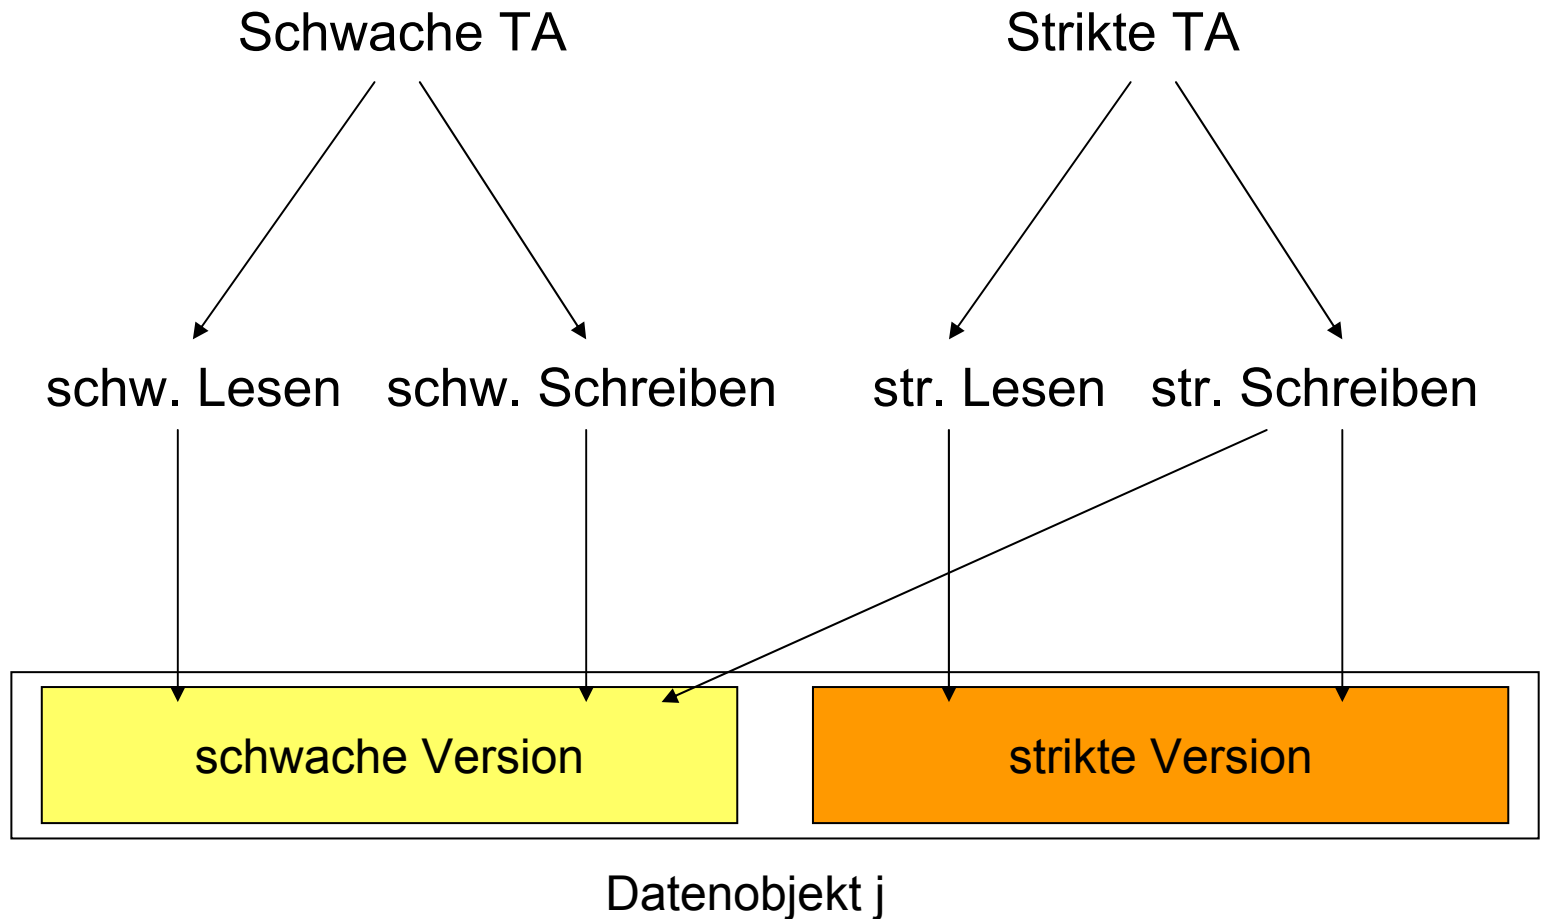 Schwache TA
Strikte TA
schw. Lesen
schw. Schreiben
str. Lesen
str. Schreiben
schwache Version
strikte Version
Datenobjekt j